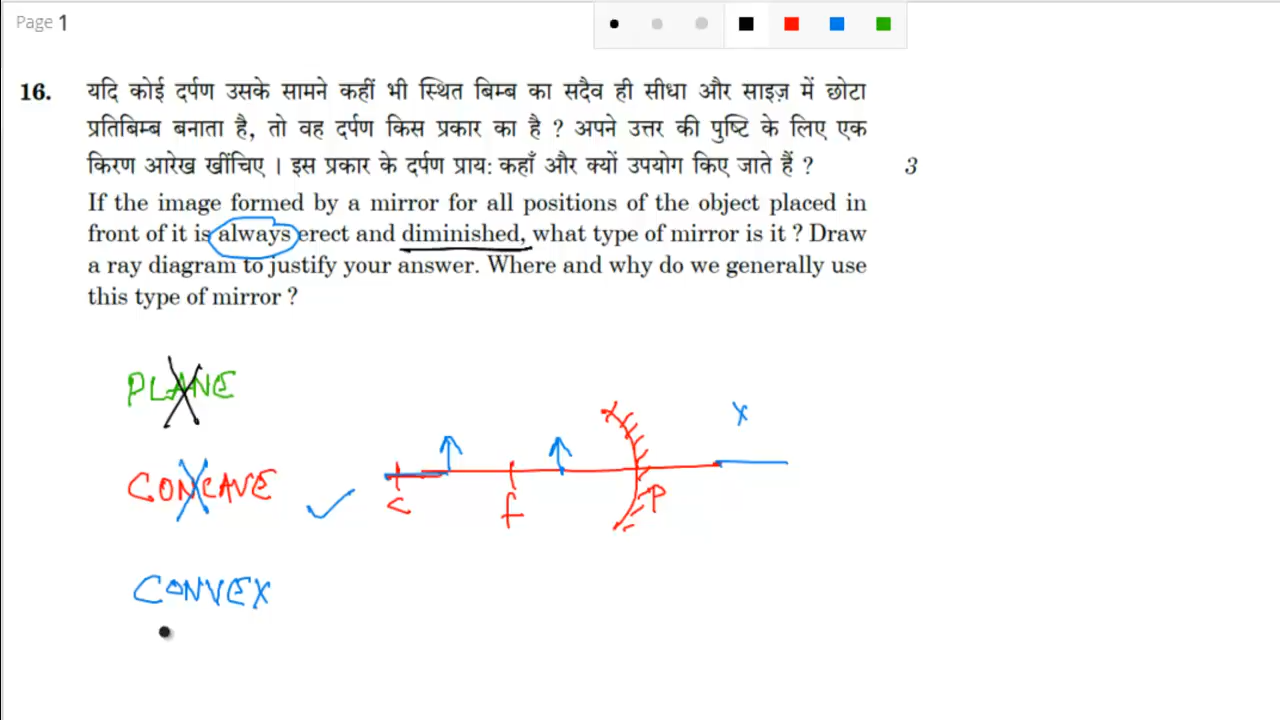 Page 1
16. यदि कोई दर्पण उसके सामने कहीं भी स्थित बिम्ब का सदैव ही सीधा और साइज़ में छोटा
प्रतिबिम्ब बनाता है, तो वह दर्पण किस प्रकार का है ? अपने उत्तर की पुष्टि के लिए एक
किरण आरेख खींचिए । इस प्रकार के दर्पण प्राय: कहाँ और क्यों उपयोग किए जाते हैं ? 3
If the image formed by a mirror for all positions of the object placed in
front of it is always erect and diminished, what type of mirror is it ? Draw
a ray diagram to justify your answer. Where and why do we generally use
this type of mirror ?
PLANE
x
CONCAVE
C f P
CONVEX